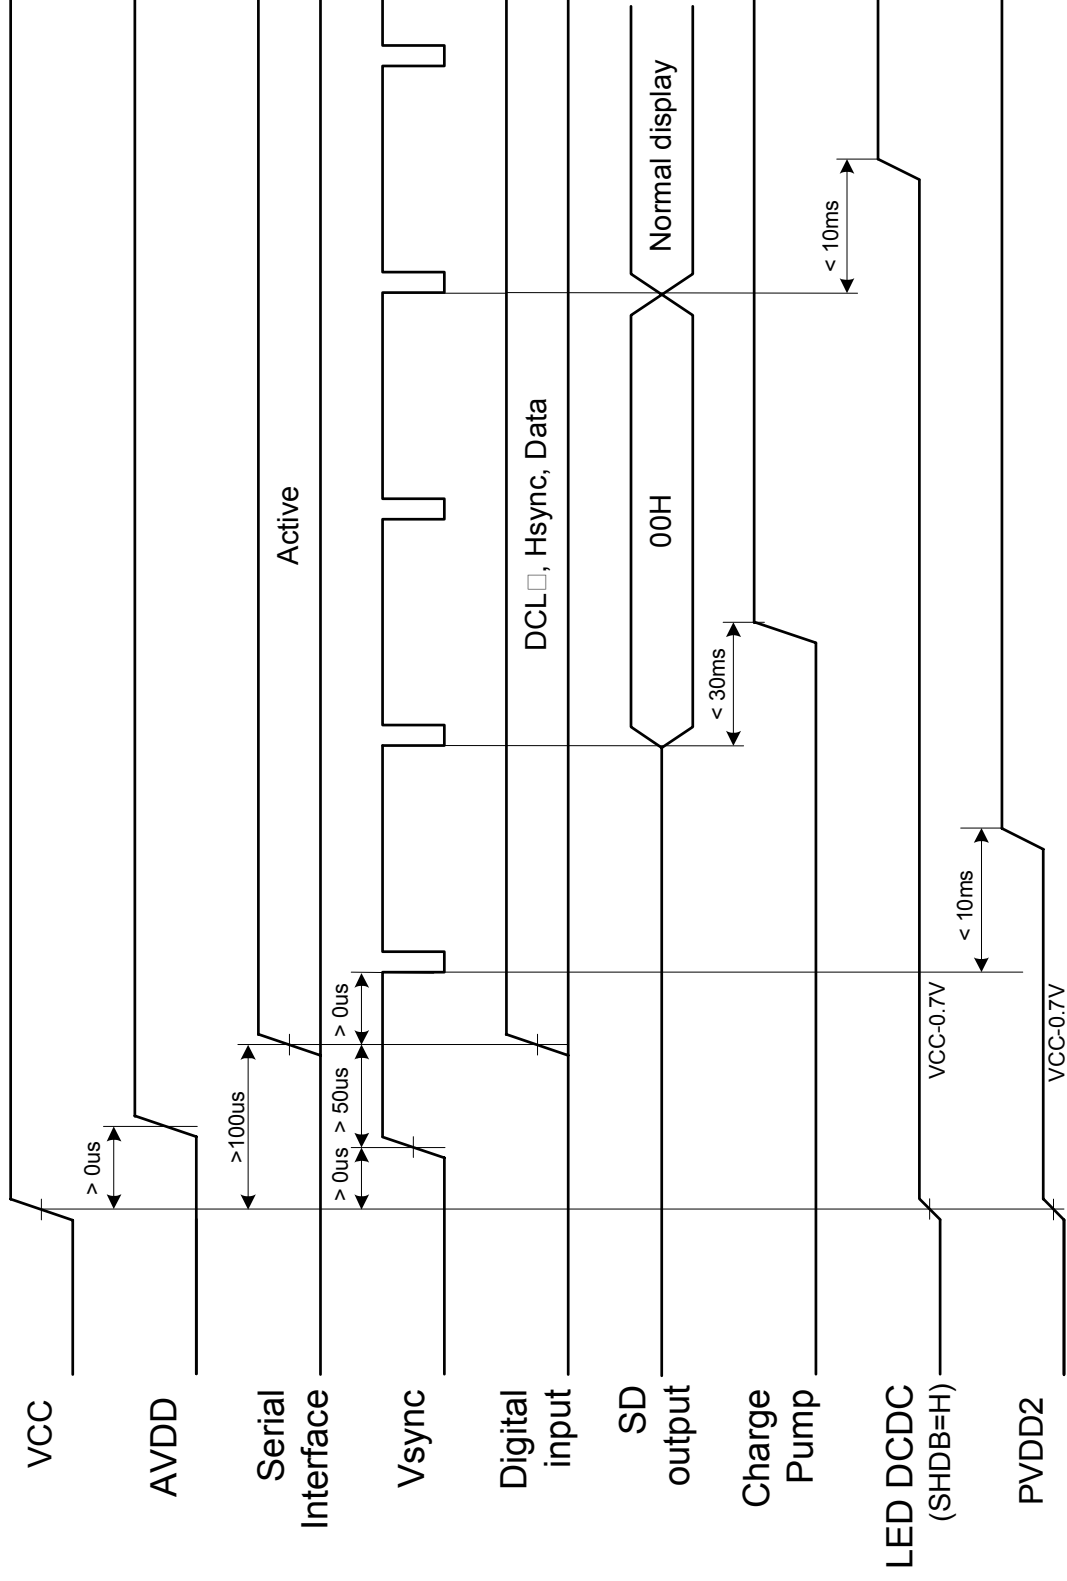 VCC
> 0us
AVDD
Serial
Interface
>100us
Active
Vsync
> 0us
> 50us
> 0us
Digital
input
DCL□, Hsync, Data
SD
output
00H
Normal display
Charge
Pump
< 30ms
LED DCDC
(SHDB=H)
VCC-0.7V
< 10ms
PVDD2
VCC-0.7V
< 10ms